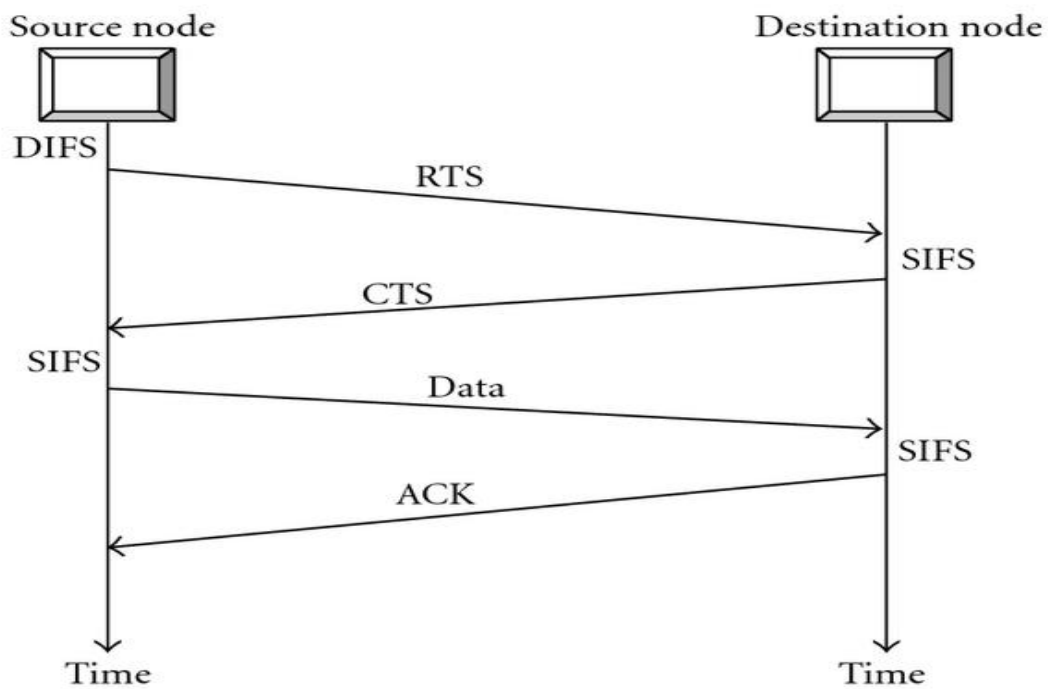 Source node
Destination node
DIFS
RTS
SIFS
CTS
SIFS
Data
SIFS
ACK
Time
Time